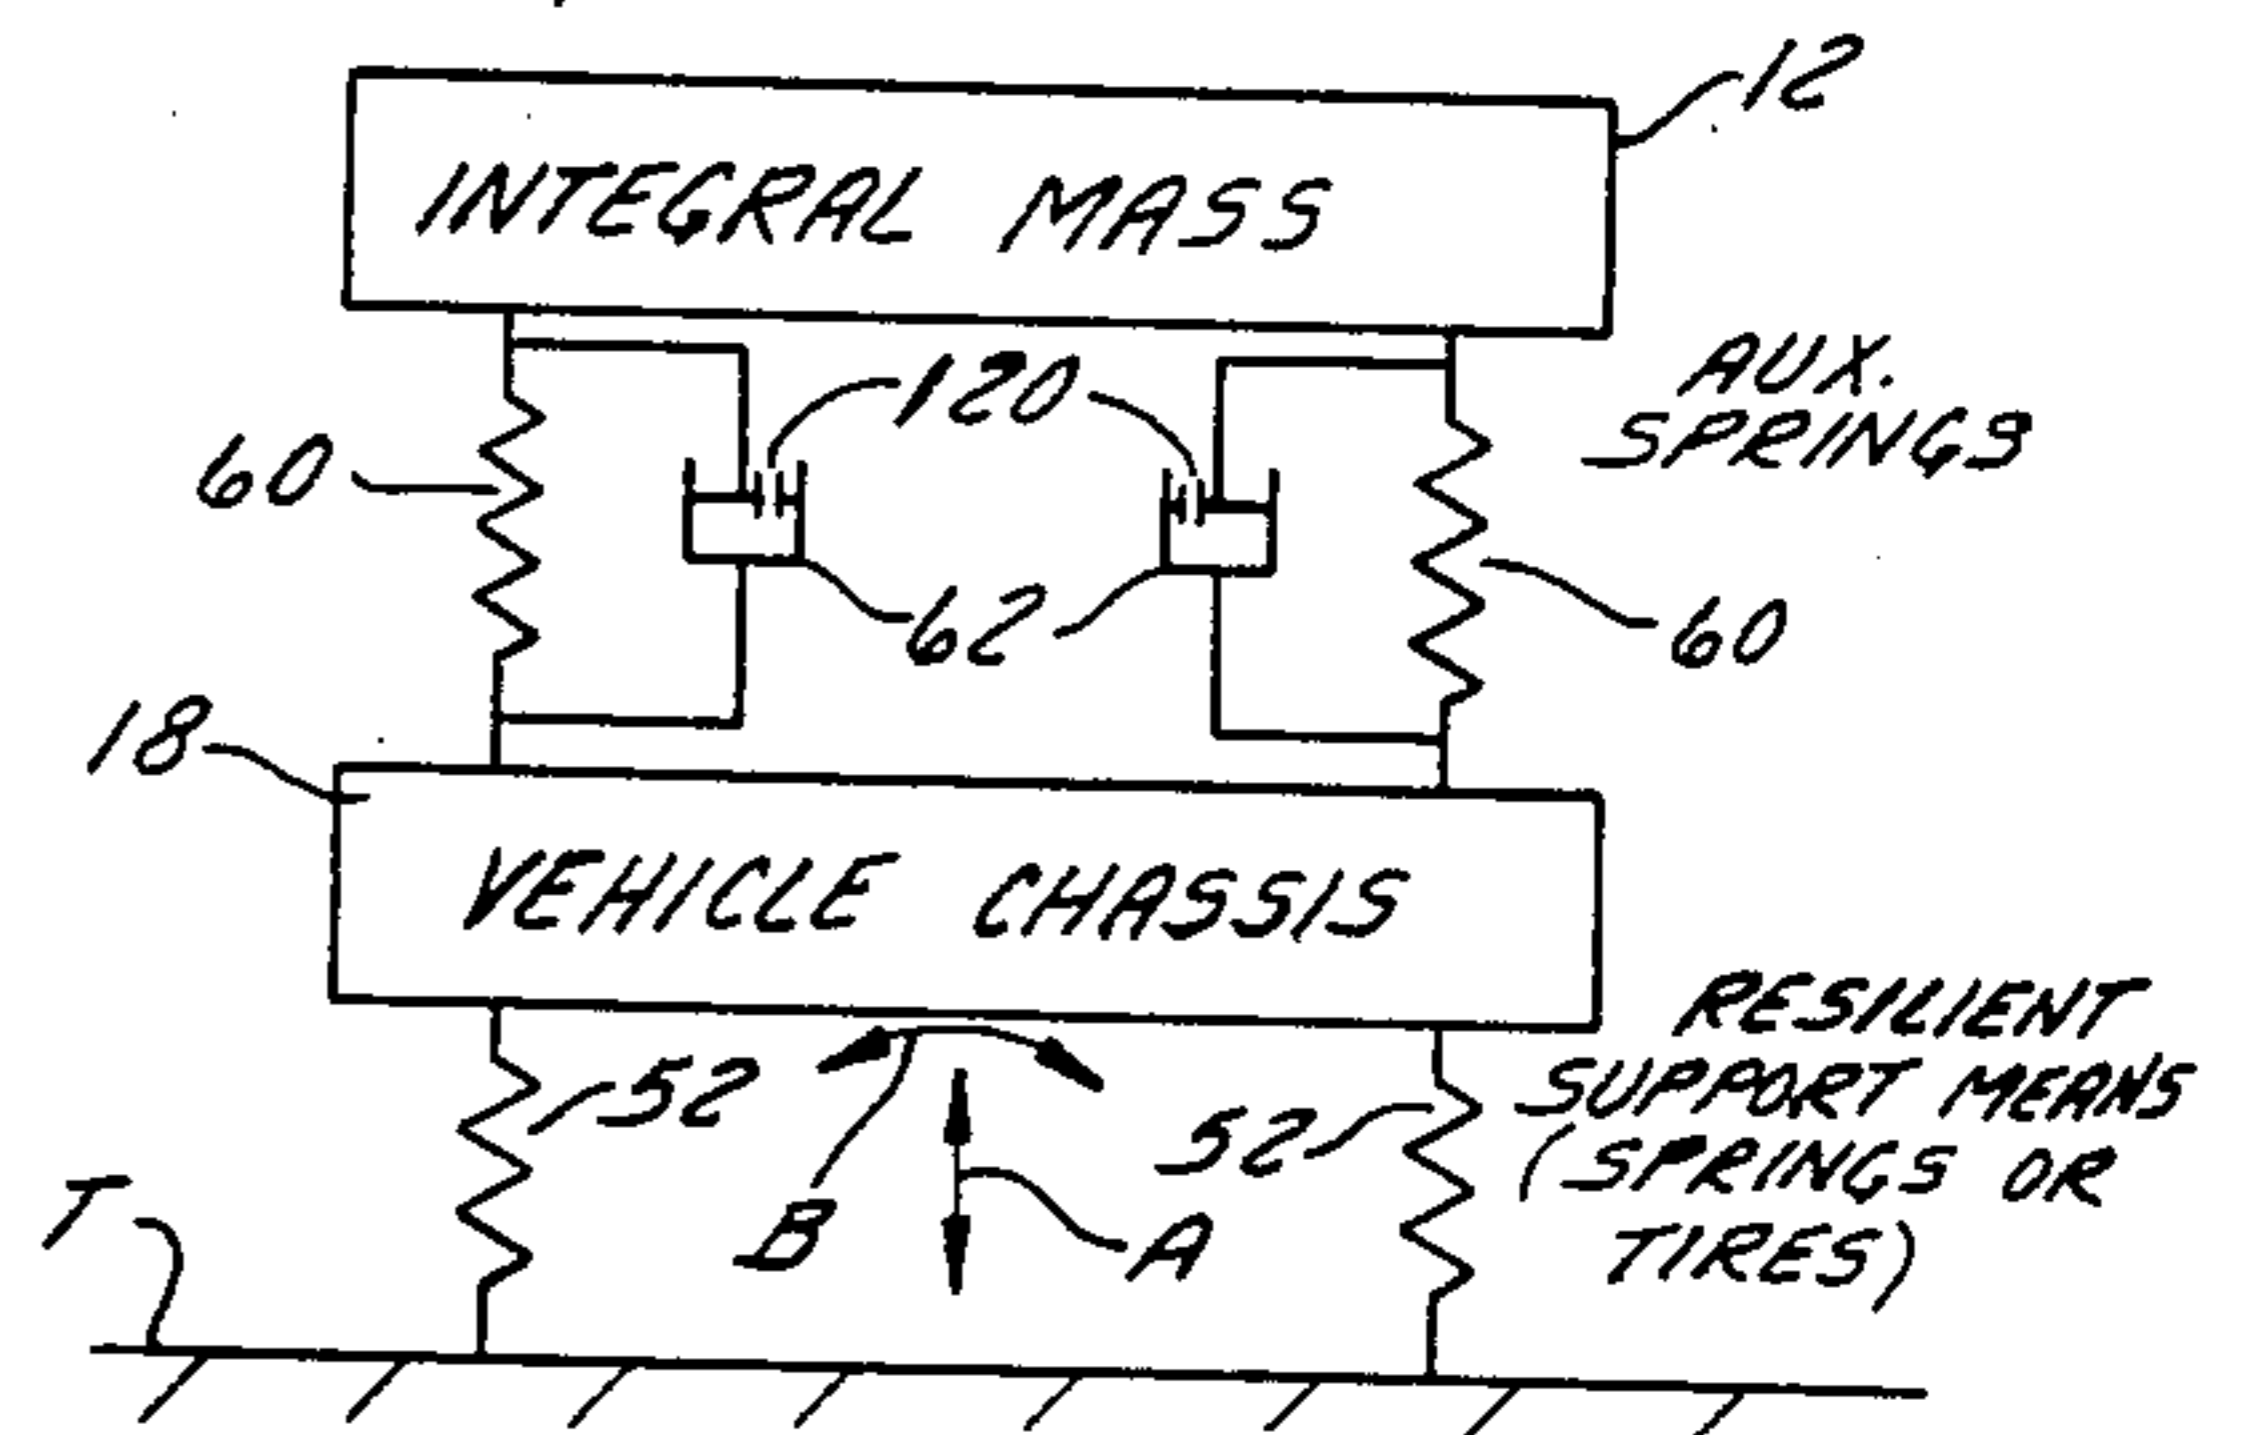 12
INTEGRAL MASS
AUX.
SPRINGS
120
60
62
60
18
VEHICLE CHASSIS
RESILIENT
SUPPORT MEANS
(SPRINGS OR
TIRES)
52
52
T
B
A